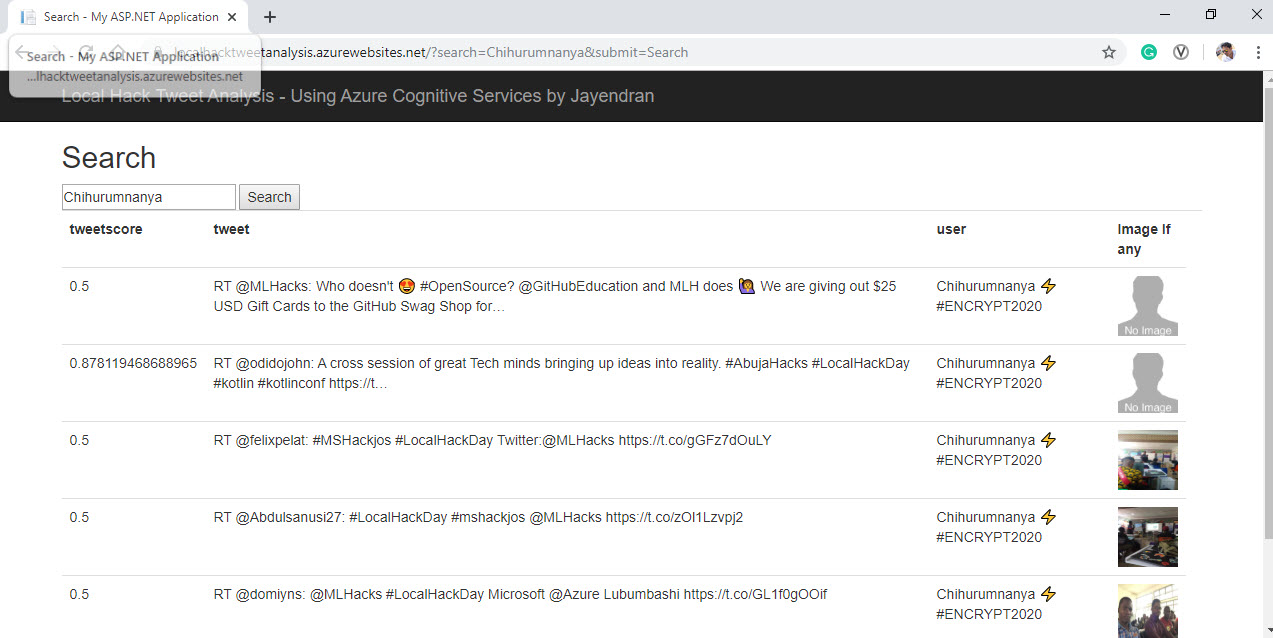 Search - My ASP.NET Application
localhacktweetanalysis.azurewebsites.net/?search=Chihurumnanya&submit=Search
Search - My ASP.NET Application
...lhacktweetanalysis.azurewebsites.net
Local Hack Tweet Analysis - Using Azure Cognitive Services by Jayendran
Search
Chihurumnanya Search
tweetscore tweet user Image If
any
0.5 RT @MLHacks: Who doesn't 😍 #OpenSource? @GitHubEducation and MLH does 🙋 We are giving out $25 Chihurumnanya ⚡
USD Gift Cards to the GitHub Swag Shop for… #ENCRYPT2020
No Image
0.878119468688965 RT @odidojohn: A cross session of great Tech minds bringing up ideas into reality. #AbujaHacks #LocalHackDay Chihurumnanya ⚡
#kotlin #kotlinconf https://t… #ENCRYPT2020
No Image
0.5 RT @felixpelat: #MSHackjos #LocalHackDay Twitter:@MLHacks https://t.co/gGFz7dOuLY Chihurumnanya ⚡
#ENCRYPT2020
0.5 RT @Abdulsanusi27: #LocalHackDay #mshackjos @MLHacks https://t.co/zOl1Lzvpj2 Chihurumnanya ⚡
#ENCRYPT2020
0.5 RT @domiyns: @MLHacks #LocalHackDay Microsoft @Azure Lubumbashi https://t.co/GL1f0gOOif Chihurumnanya ⚡
#ENCRYPT2020